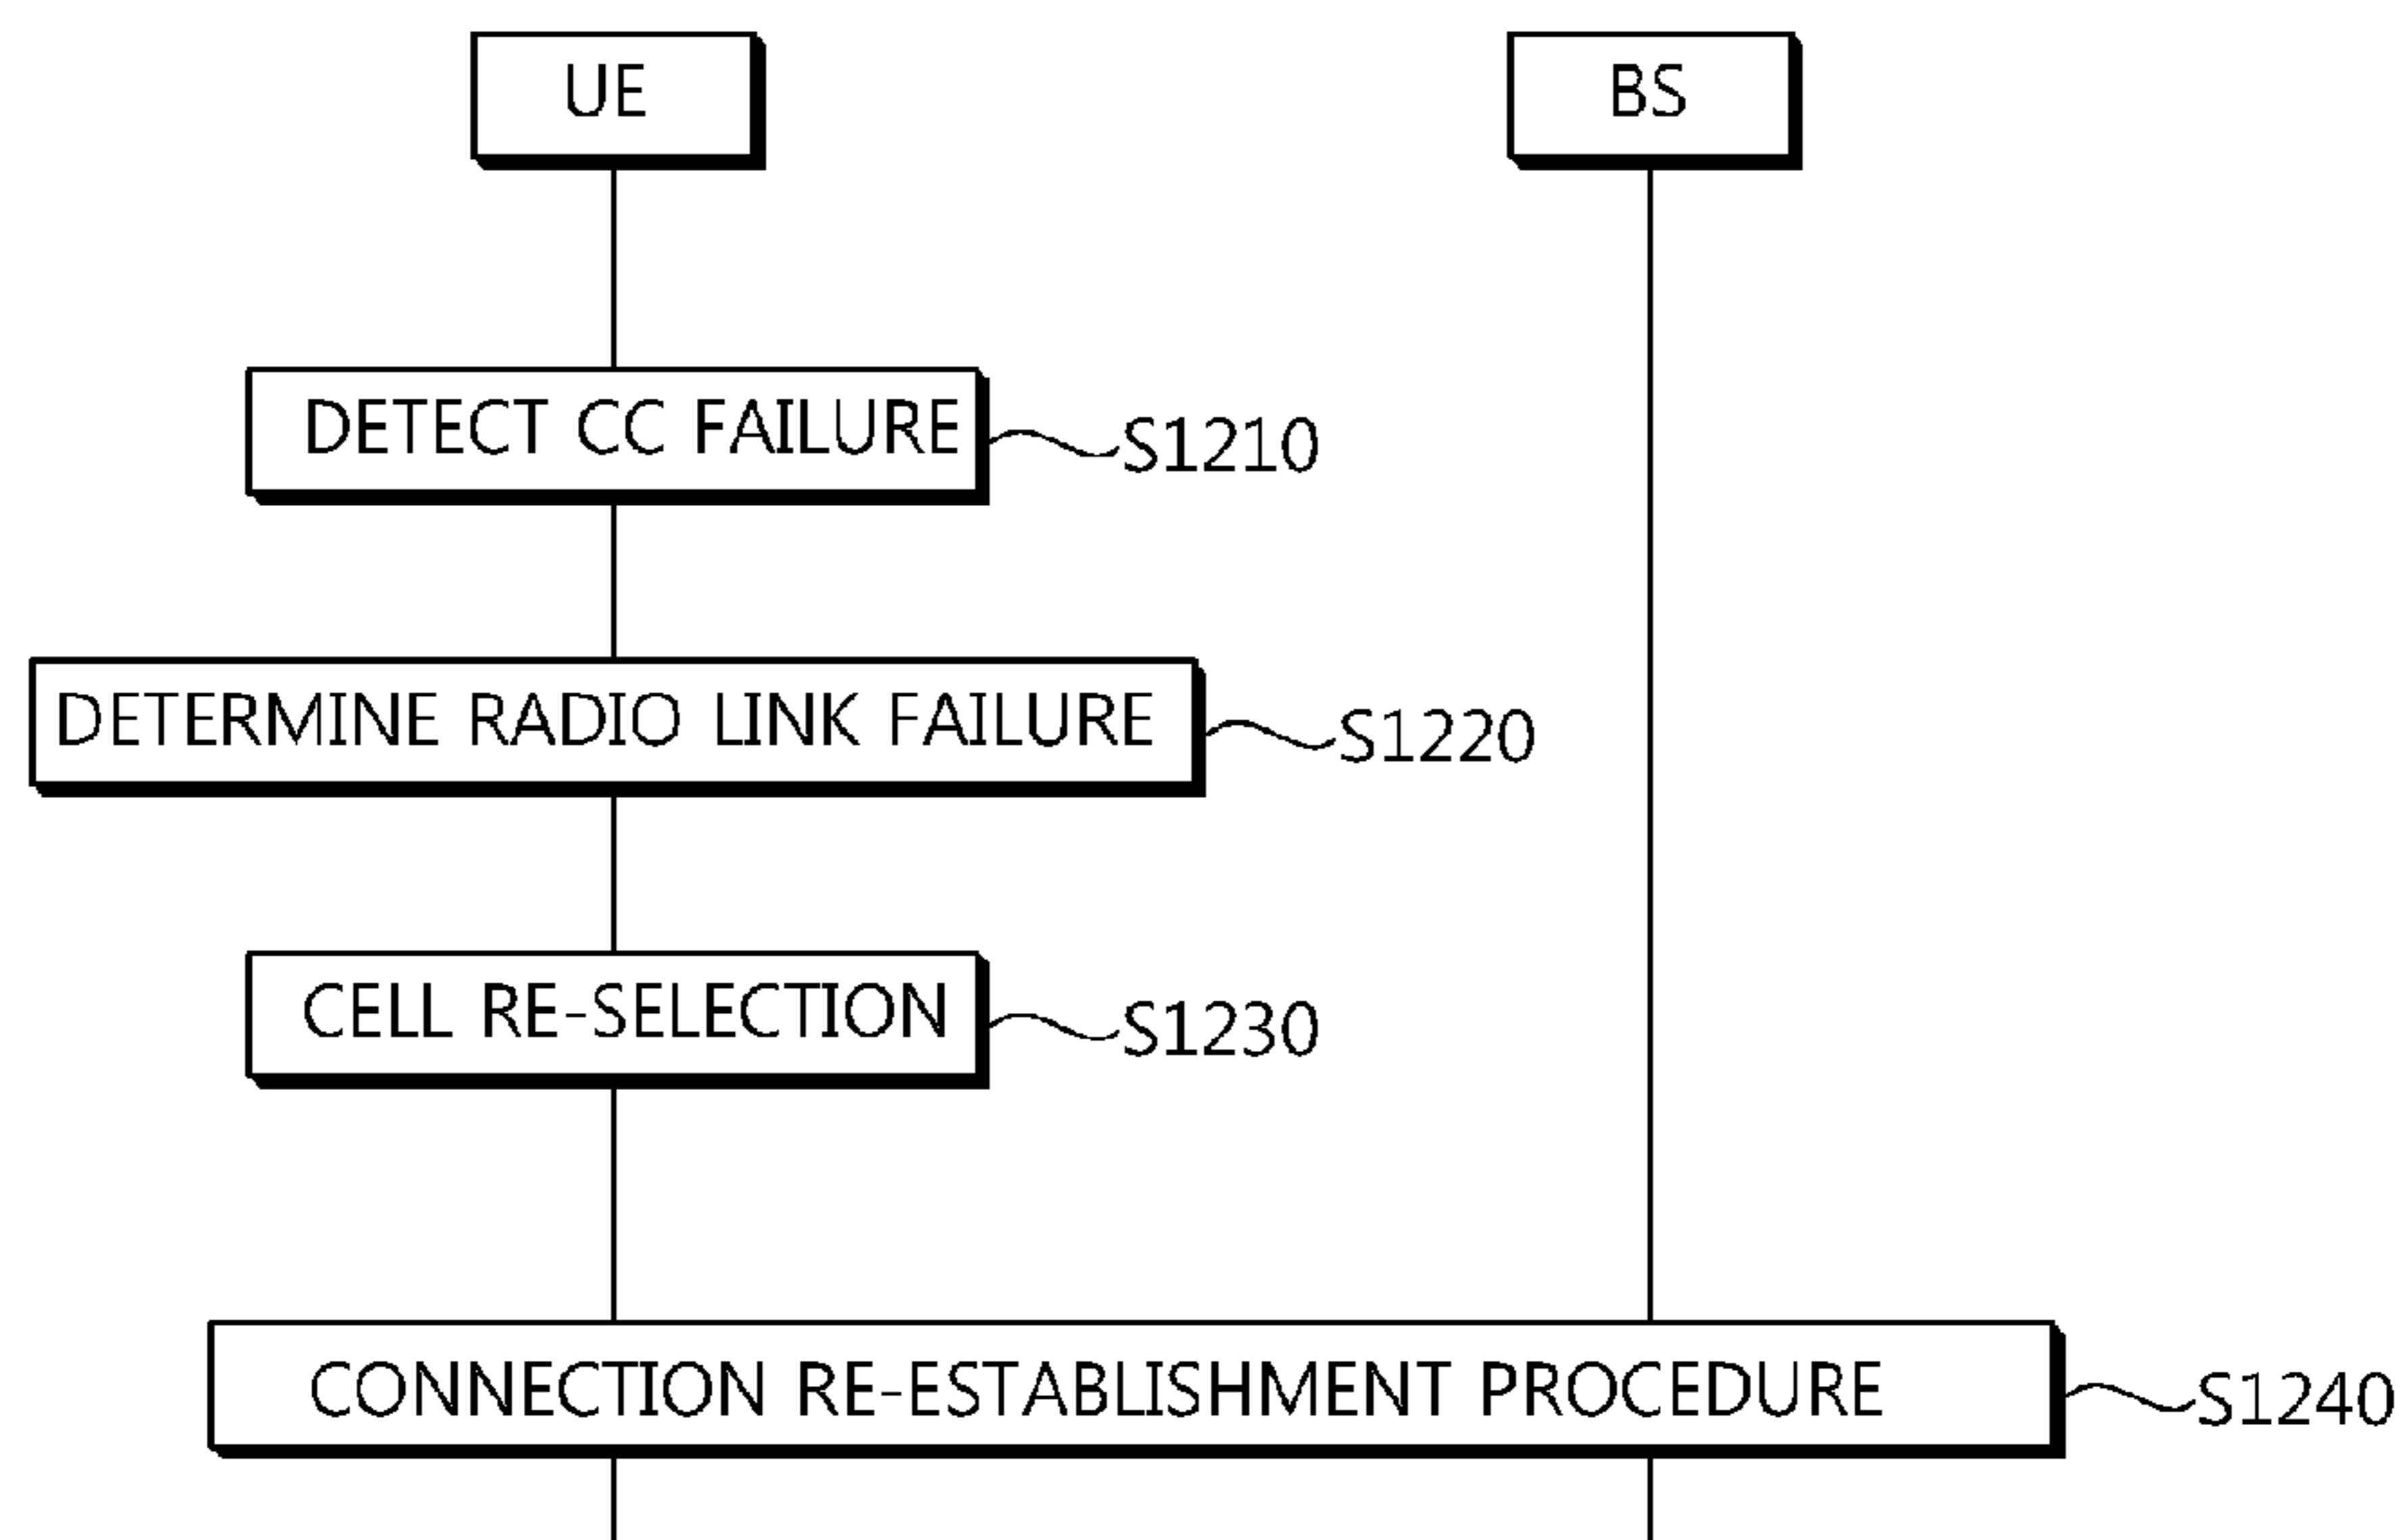 UE
BS
DETECT CC FAILURE
S1210
DETERMINE RADIO LINK FAILURE
S1220
CELL RE-SELECTION
S1230
CONNECTION RE-ESTABLISHMENT PROCEDURE
S1240